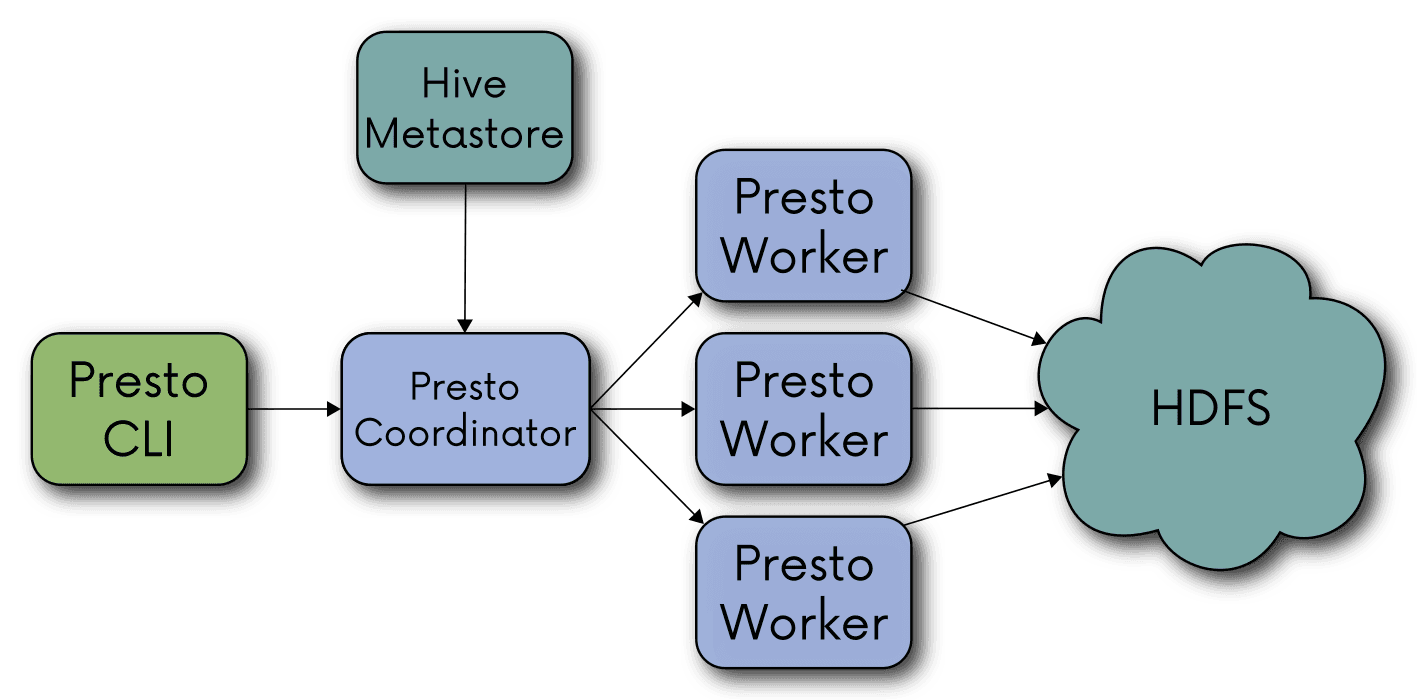 Hive
Metastore
Presto
Worker
Presto
CLI
Presto
Coordinator
Presto
Worker
HDFS
Presto
Worker